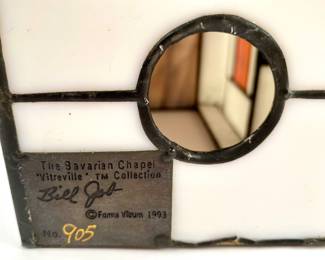 The Bavarian Chapel
"Vitreville" TM Collection
Bill Job
© Forma Vitrum 1993
No. 905